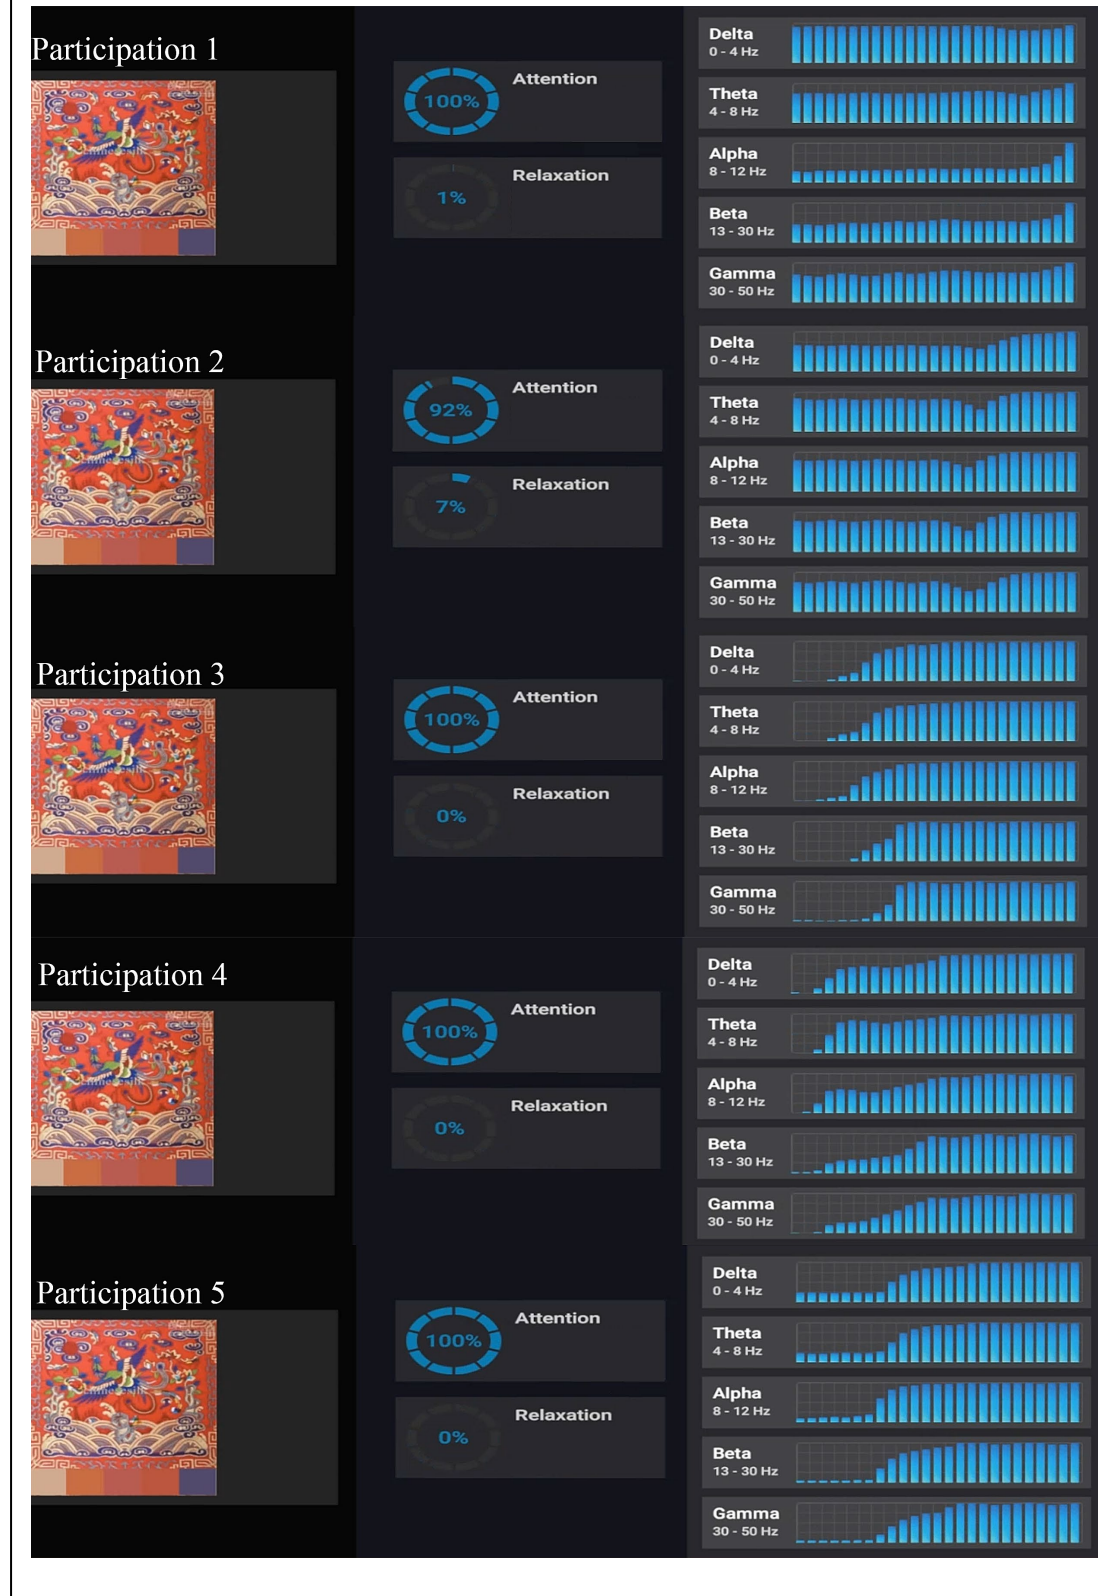 Participation 1
Attention
100%
Relaxation
1%
Delta
0 - 4 Hz
Theta
4 - 8 Hz
Alpha
8 - 12 Hz
Beta
13 - 30 Hz
Gamma
30 - 50 Hz
Participation 2
Attention
92%
Relaxation
7%
Delta
0 - 4 Hz
Theta
4 - 8 Hz
Alpha
8 - 12 Hz
Beta
13 - 30 Hz
Gamma
30 - 50 Hz
Participation 3
Attention
100%
Relaxation
0%
Delta
0 - 4 Hz
Theta
4 - 8 Hz
Alpha
8 - 12 Hz
Beta
13 - 30 Hz
Gamma
30 - 50 Hz
Participation 4
Attention
100%
Relaxation
0%
Delta
0 - 4 Hz
Theta
4 - 8 Hz
Alpha
8 - 12 Hz
Beta
13 - 30 Hz
Gamma
30 - 50 Hz
Participation 5
Attention
100%
Relaxation
0%
Delta
0 - 4 Hz
Theta
4 - 8 Hz
Alpha
8 - 12 Hz
Beta
13 - 30 Hz
Gamma
30 - 50 Hz